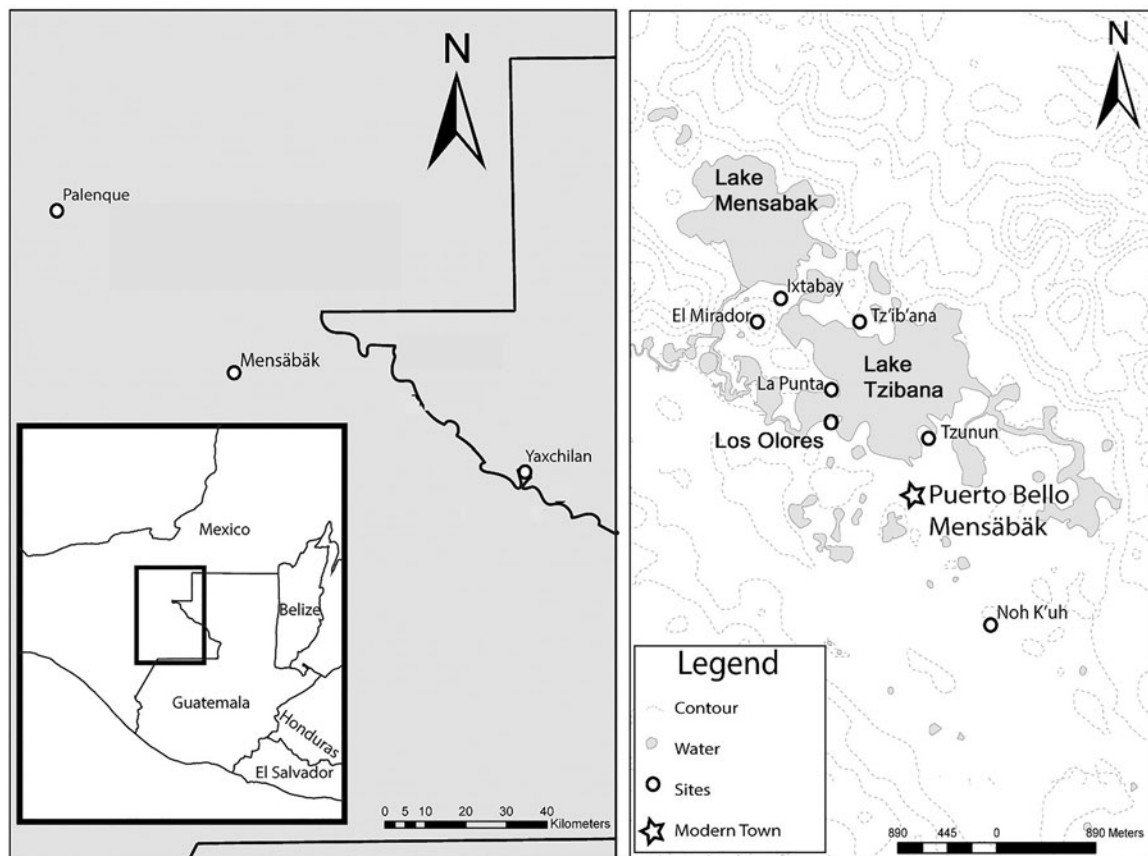 N
Palenque
Mensäbäk
Yaxchilan
Mexico
Belize
Guatemala
Honduras
El Salvador
0 5 10 20 30 40
Kilometers
N
Lake
Mensabak
Ixtabay
El Mirador
Tz'ib'ana
Lake
Tzibana
La Punta
Los Olores
Tzunun
Puerto Bello
Mensäbäk
Noh K'uh
Legend
Contour
Water
Sites
Modern Town
890 445 0 890 Meters